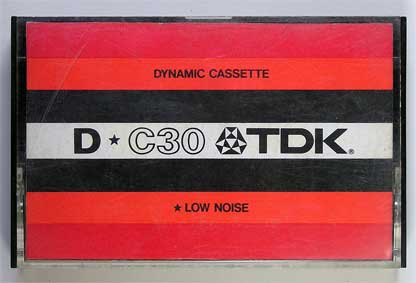 DYNAMIC CASSETTE
D ★ C30 TDK®
★ LOW NOISE